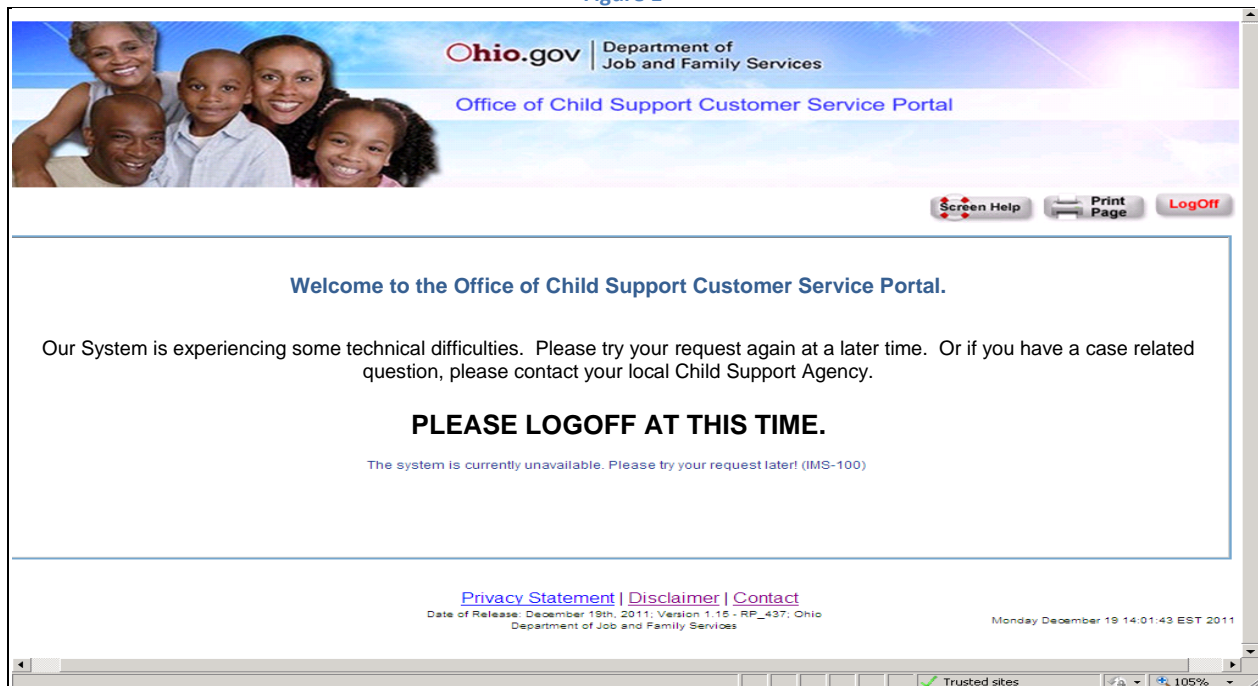 Ohio.gov | Department of
Job and Family Services
Office of Child Support Customer Service Portal
Screen Help
Print
Page
LogOff
Welcome to the Office of Child Support Customer Service Portal.
Our System is experiencing some technical difficulties.  Please try your request again at a later time.  Or if you have a case related
question, please contact your local Child Support Agency.
PLEASE LOGOFF AT THIS TIME.
The system is currently unavailable. Please try your request later! (IMS-100)
Privacy Statement | Disclaimer | Contact
Date of Release: December 19th, 2011; Version 1.15 - RP_437; Ohio
Department of Job and Family Services
Monday December 19 14:01:43 EST 2011
Trusted sites
105%